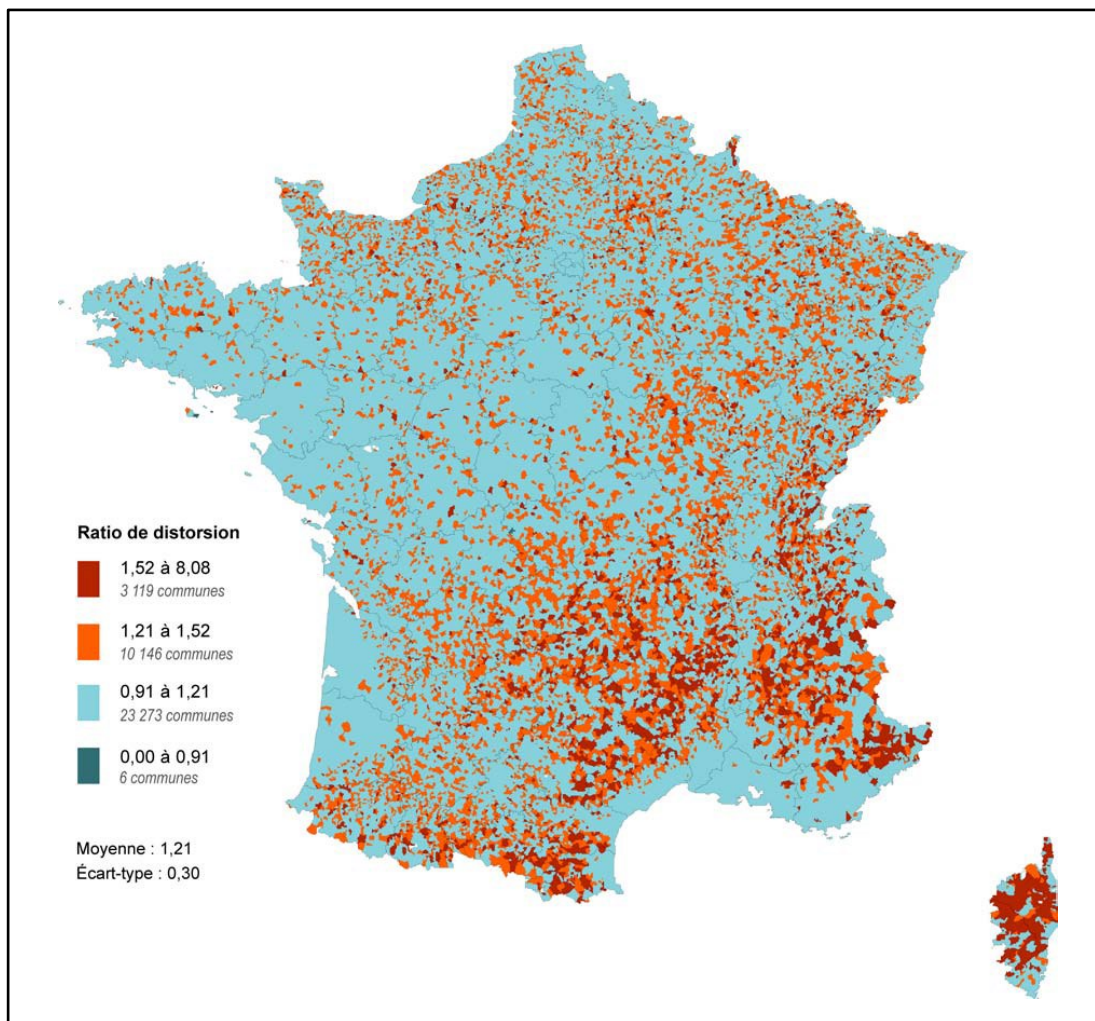 Ratio de distorsion
1,52 à 8,08
3 119 communes
1,21 à 1,52
10 146 communes
0,91 à 1,21
23 273 communes
0,00 à 0,91
6 communes
Moyenne : 1,21
Écart-type : 0,30